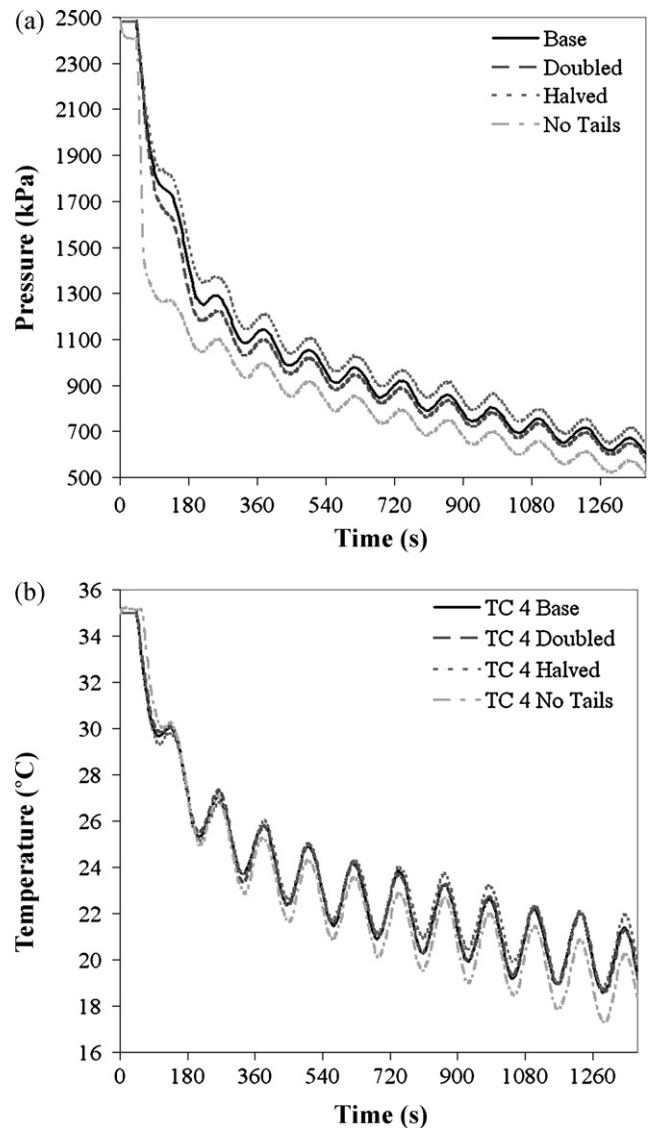 (a)
2500
2300
2100
1900
1700
1500
1300
1100
900
700
500
Pressure (kPa)
Base
Doubled
Halved
No Tails
0 180 360 540 720 900 1080 1260
Time (s)
(b)
36
34
32
30
28
26
24
22
20
18
16
Temperature (°C)
TC 4 Base
TC 4 Doubled
TC 4 Halved
TC 4 No Tails
0 180 360 540 720 900 1080 1260
Time (s)